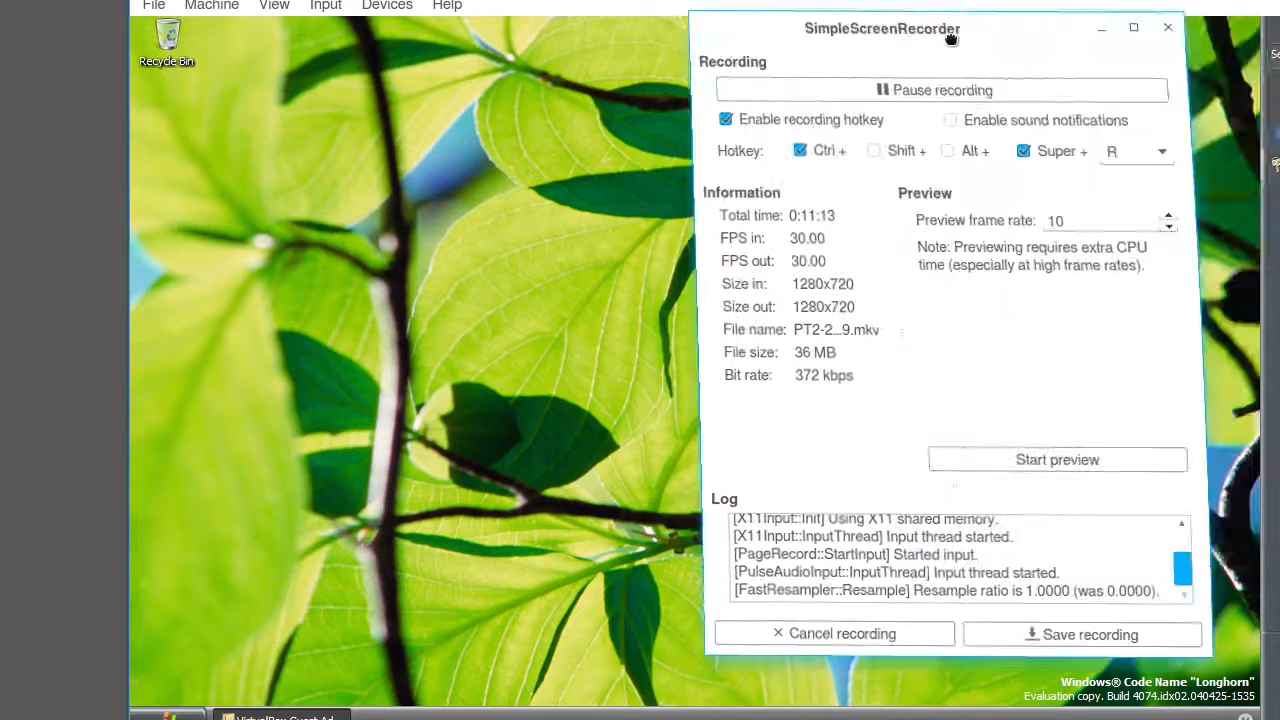 File Machine View Input Devices Help
Recycle Bin
SimpleScreenRecorder
Recording
Pause recording
Enable recording hotkey Enable sound notifications
Hotkey: Ctrl + Shift + Alt + Super + R
Information
Total time: 0:11:13
FPS in: 30.00
FPS out: 30.00
Size in: 1280x720
Size out: 1280x720
File name: PT2-2...9.mkv
File size: 36 MB
Bit rate: 372 kbps
Preview
Preview frame rate: 10
Note: Previewing requires extra CPU
time (especially at high frame rates).
Start preview
Log
[X11Input::Init] Using X11 shared memory.
[X11Input::InputThread] Input thread started.
[PageRecord::StartInput] Started input.
[PulseAudioInput::InputThread] Input thread started.
[FastResampler::Resample] Resample ratio is 1.0000 (was 0.0000).
Cancel recording Save recording
Windows® Code Name "Longhorn"
Evaluation copy. Build 4074.idx02.040425-1535
VirtualBox Guest Ad